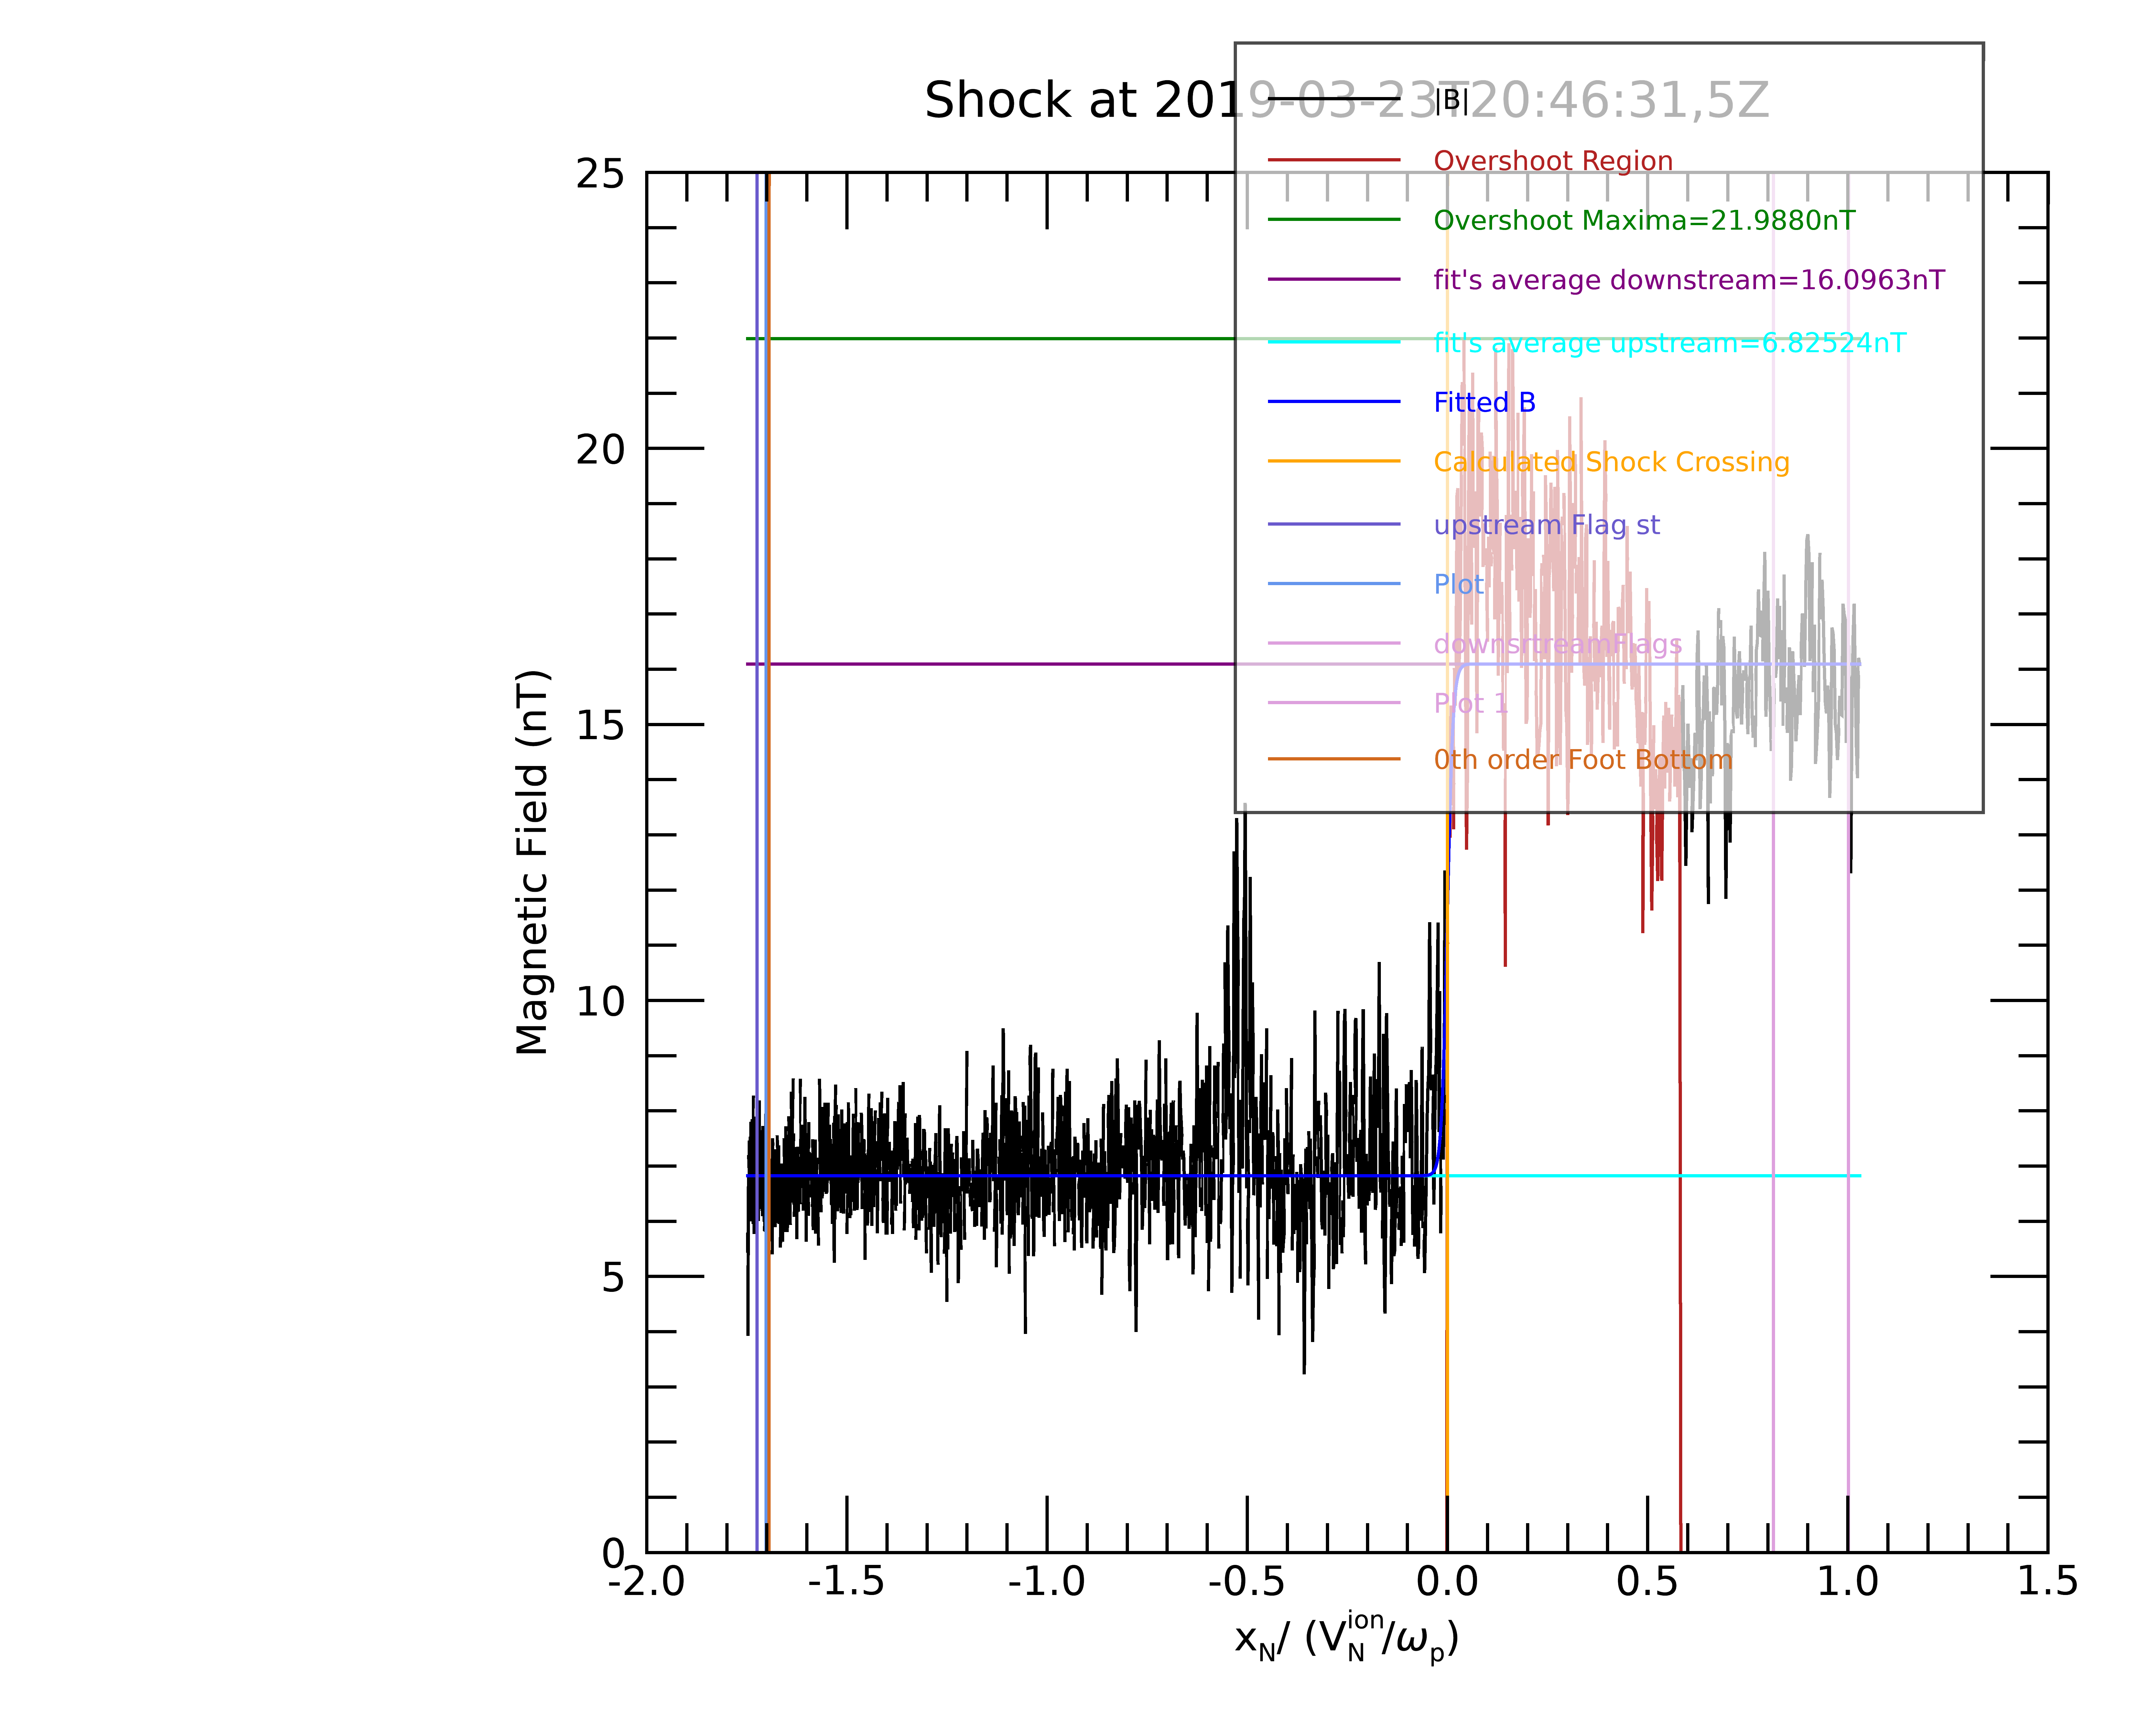 Shock at 2019-03-23T20:46:31,5Z
|B|
Overshoot Region
Overshoot Maxima=21.9880nT
fit's average downstream=16.0963nT
fit's average upstream=6.82524nT
Fitted B
Calculated Shock Crossing
upstream Flag st
Plot
downsrtreamFlags
Plot 1
0th order Foot Bottom
Magnetic Field (nT)
25
20
15
10
5
0
-2.0 -1.5 -1.0 -0.5 0.0 0.5 1.0 1.5
x_N/ (V_N^ion/ω_p)